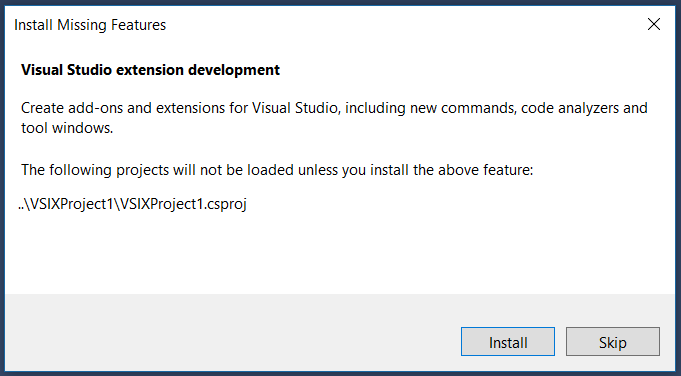 Install Missing Features
Visual Studio extension development
Create add-ons and extensions for Visual Studio, including new commands, code analyzers and
tool windows.
The following projects will not be loaded unless you install the above feature:
..\VSIXProject1\VSIXProject1.csproj
Install
Skip